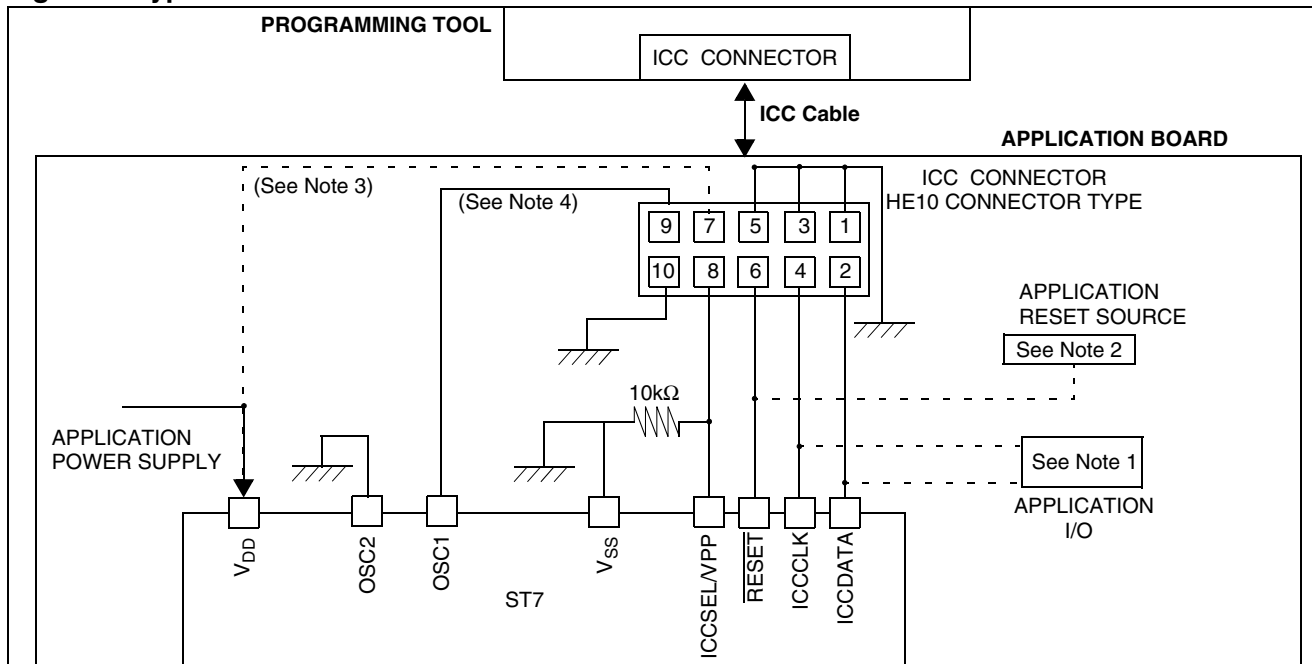 PROGRAMMING TOOL
ICC CONNECTOR
ICC Cable
APPLICATION BOARD
(See Note 3)
(See Note 4)
ICC CONNECTOR
HE10 CONNECTOR TYPE
9 7 5 3 1
10 8 6 4 2
APPLICATION
RESET SOURCE
See Note 2
10kΩ
APPLICATION
POWER SUPPLY
See Note 1
APPLICATION
I/O
VDD
OSC2
OSC1
VSS
ICCSEL/VPP
RESET
ICCCLK
ICCDATA
ST7